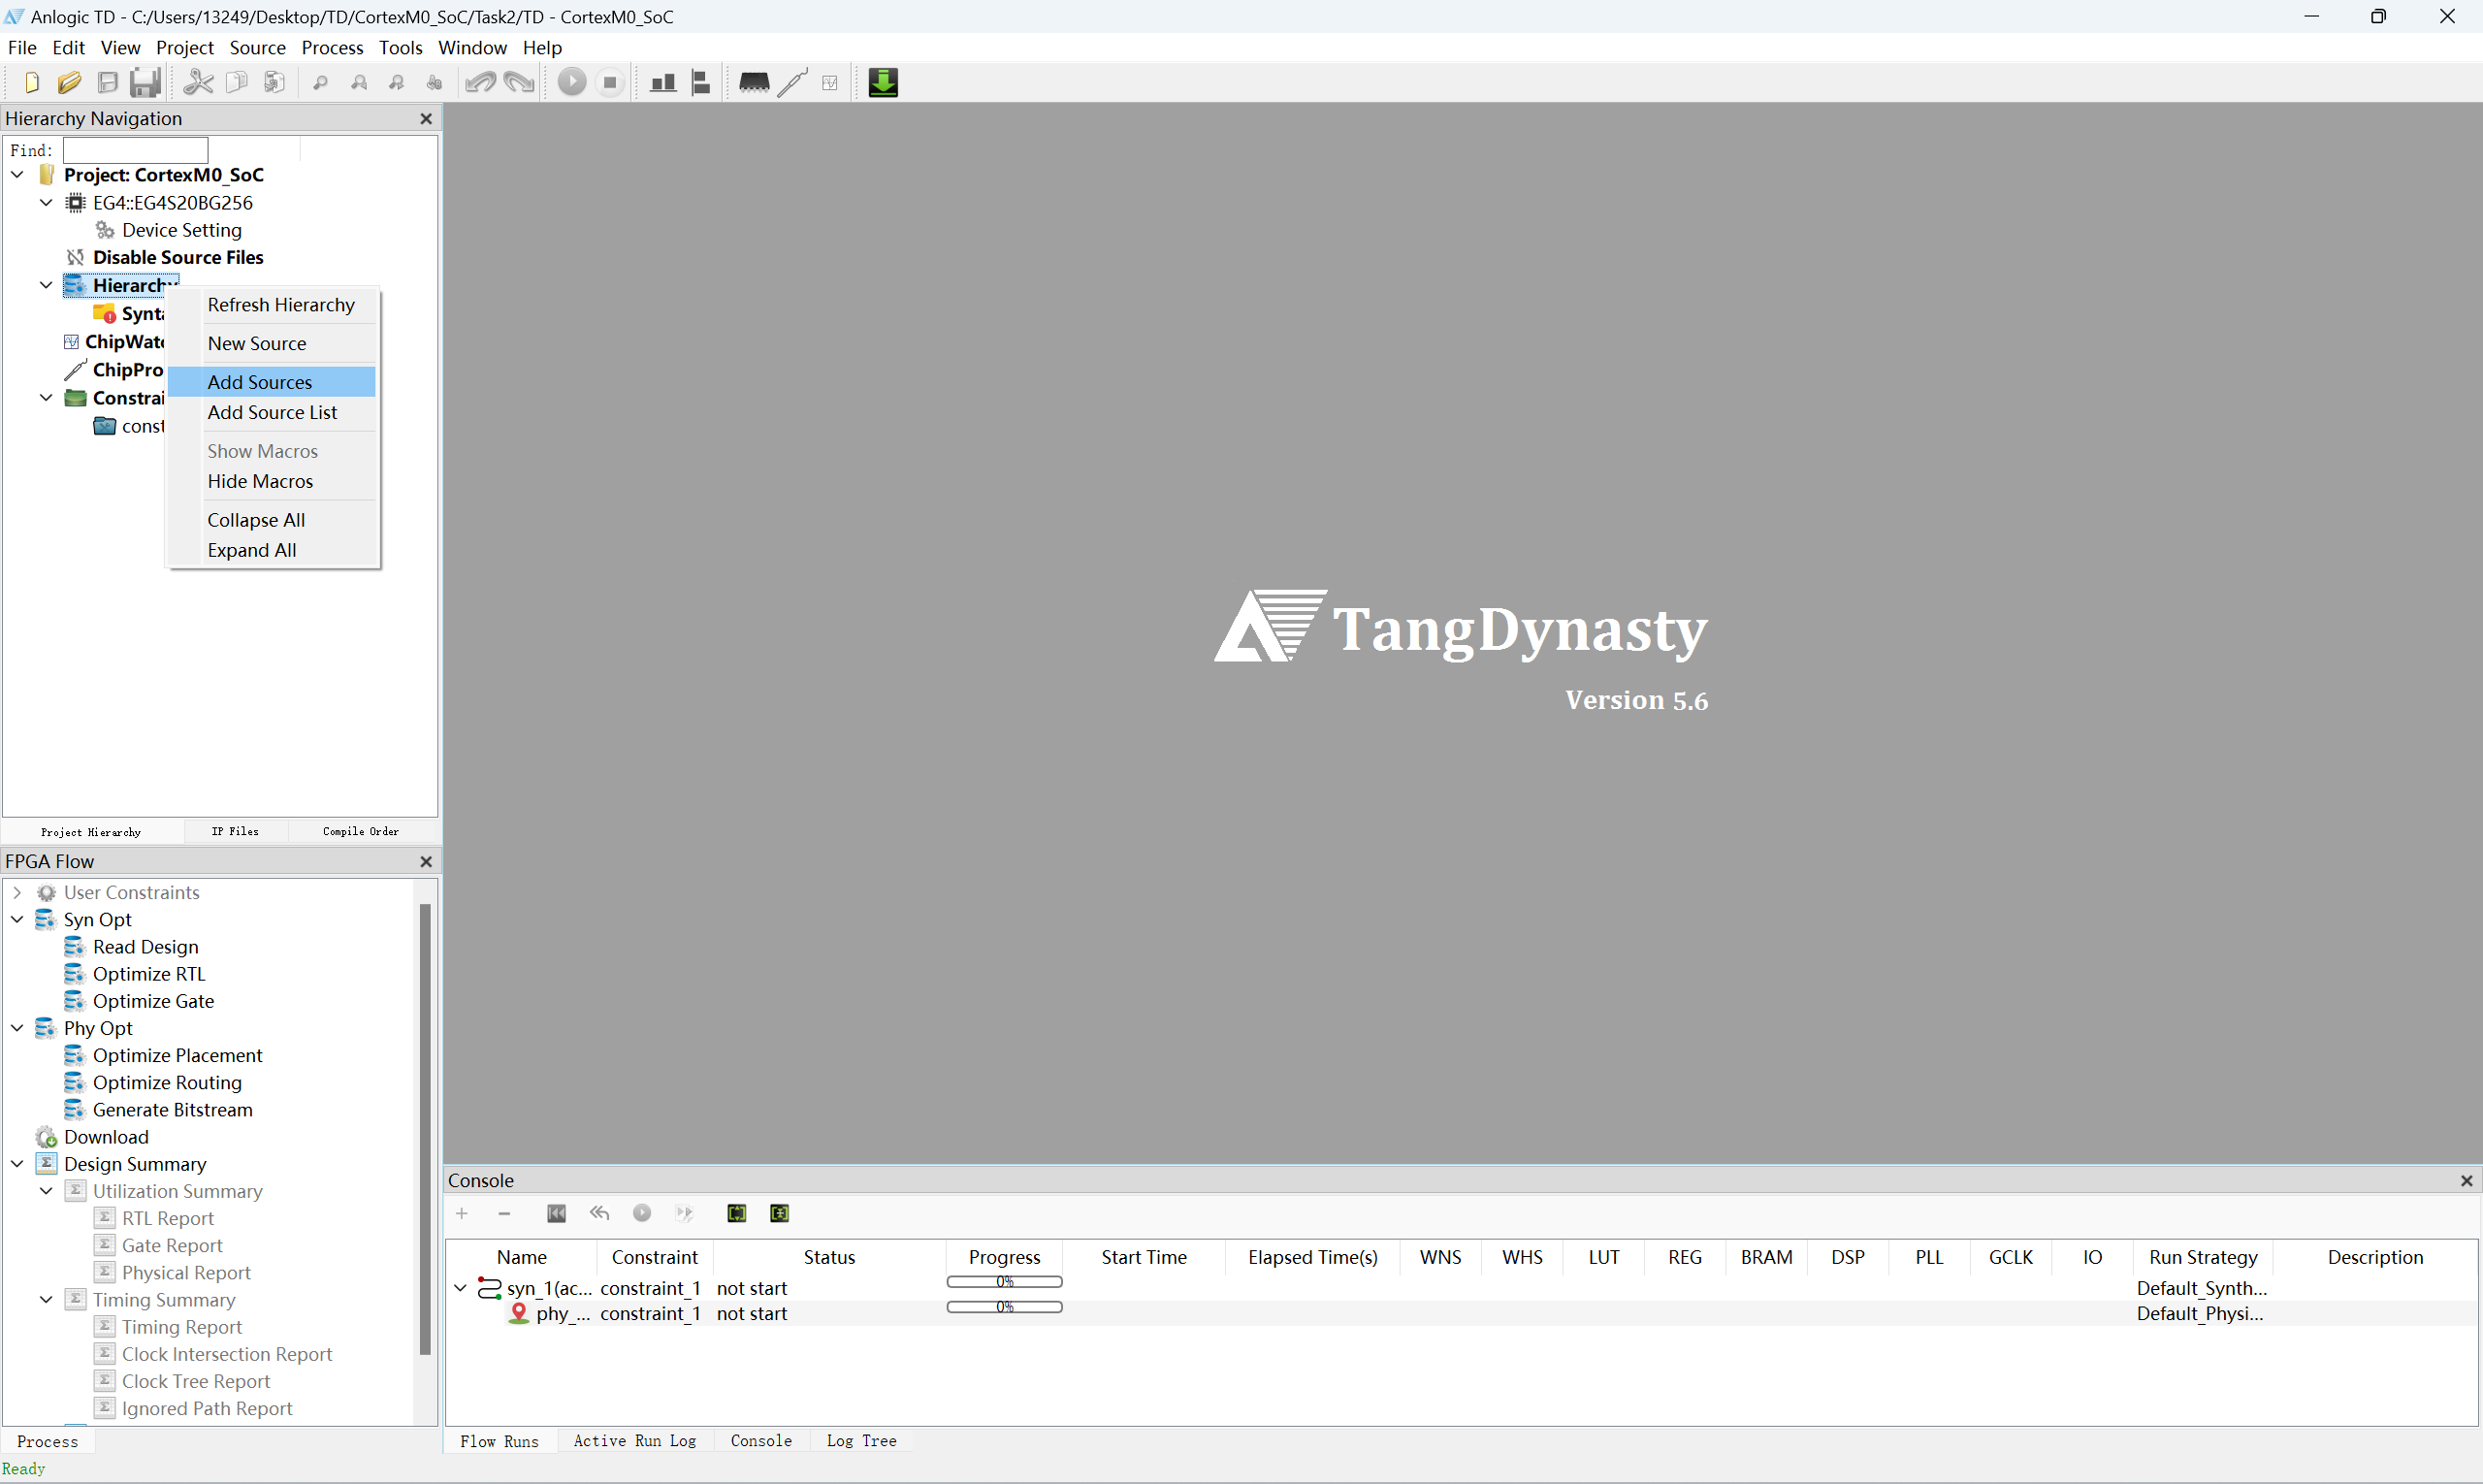 Anlogic TD - C:/Users/13249/Desktop/TD/CortexM0_SoC/Task2/TD - CortexM0_SoC
File Edit View Project Source Process Tools Window Help
Hierarchy Navigation
Find:
Project: CortexM0_SoC
EG4::EG4S20BG256
Device Setting
Disable Source Files
Hierarchy
Refresh Hierarchy
New Source
Add Sources
Add Source List
Show Macros
Hide Macros
Collapse All
Expand All
Project Hierarchy IP Files Compile Order
TangDynasty
Version 5.6
FPGA Flow
User Constraints
Syn Opt
Read Design
Optimize RTL
Optimize Gate
Phy Opt
Optimize Placement
Optimize Routing
Generate Bitstream
Download
Design Summary
Utilization Summary
RTL Report
Gate Report
Physical Report
Timing Summary
Timing Report
Clock Intersection Report
Clock Tree Report
Ignored Path Report
Process
Console
Name Constraint Status Progress Start Time Elapsed Time(s) WNS WHS LUT REG BRAM DSP PLL GCLK IO Run Strategy Description
syn_1(ac... constraint_1 not start 0% Default_Synth...
phy_... constraint_1 not start 0% Default_Physi...
Flow Runs Active Run Log Console Log Tree
Ready